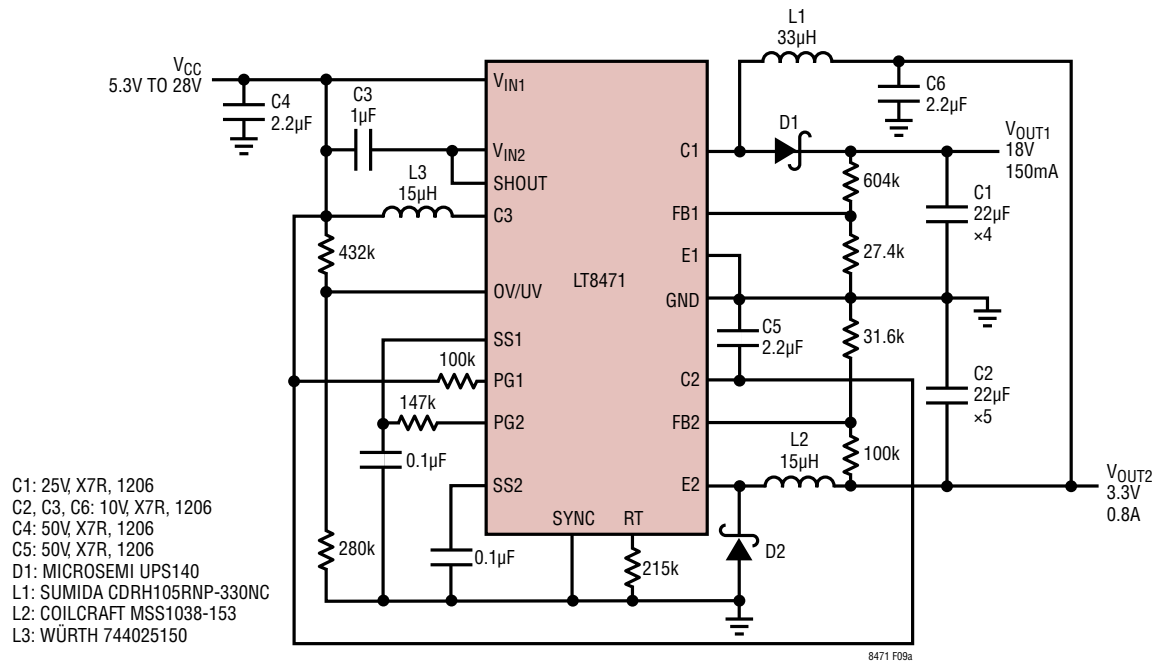 V_CC
5.3V TO 28V
C4
2.2µF
C3
1µF
L3
15µH
432k
100k
147k
0.1µF
280k
0.1µF
V_IN1
V_IN2
SHOUT
C3
OV/UV
SS1
PG1
PG2
SS2
SYNC
RT
LT8471
C1
FB1
E1
GND
C2
FB2
E2
215k
L1
33µH
C6
2.2µF
D1
V_OUT1
18V
150mA
604k
C1
22µF
×4
27.4k
C5
2.2µF
31.6k
C2
22µF
×5
L2
15µH
100k
V_OUT2
3.3V
0.8A
D2
C1: 25V, X7R, 1206
C2, C3, C6: 10V, X7R, 1206
C4: 50V, X7R, 1206
C5: 50V, X7R, 1206
D1: MICROSEMI UPS140
L1: SUMIDA CDRH105RNP-330NC
L2: COILCRAFT MSS1038-153
L3: WÜRTH 744025150
8471 F09a